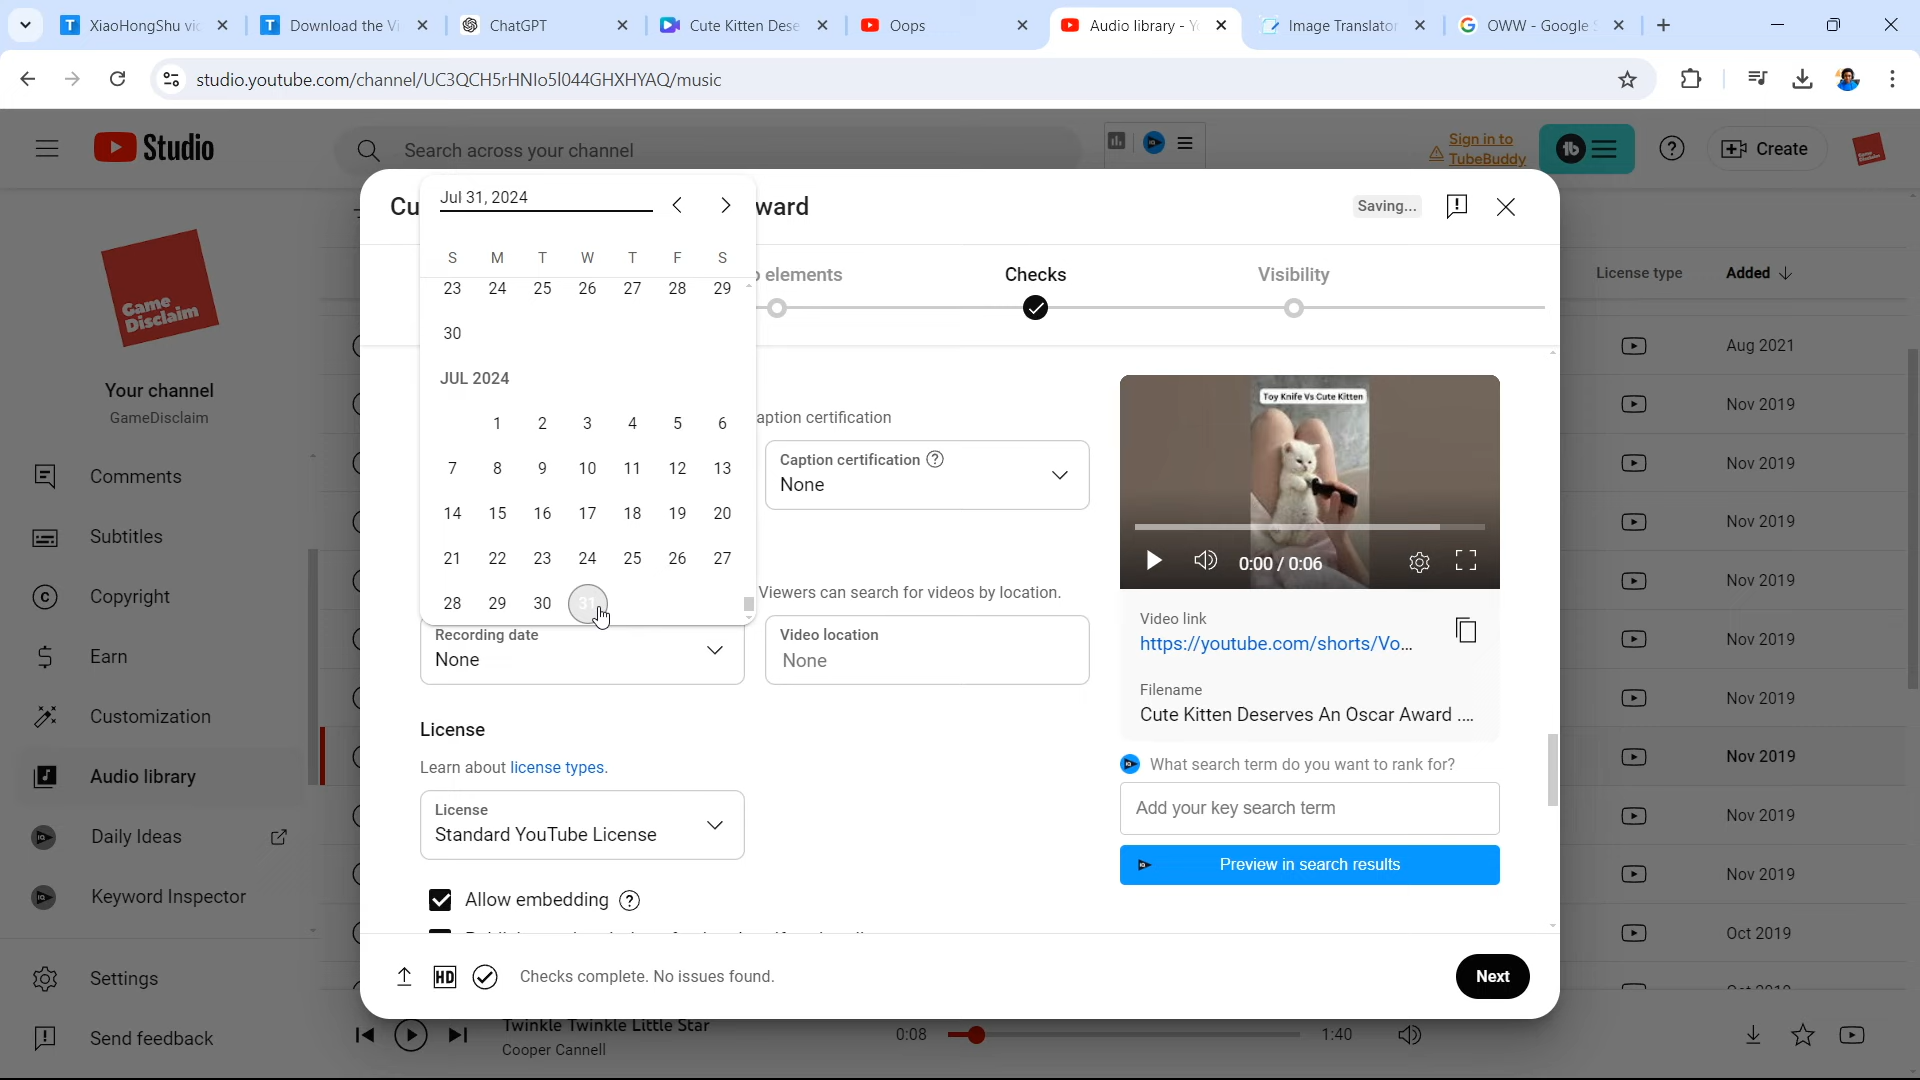 XiaoHongShu vi
Download the Vi
ChatGPT
Cute Kitten Dese
Oops
Audio library - Y
Image Translator
OWW - Google S
studio.youtube.com/channel/UC3QCH5rHNIo5l044GHXHYAQ/music
Studio
Search across your channel
Sign in to
TubeBuddy
Create
Game
Disclaim
Your channel
GameDisclaim
Comments
Subtitles
Copyright
Earn
Customization
Audio library
Daily Ideas
Keyword Inspector
Settings
Send feedback
Cu
ward
Saving...
Jul 31, 2024
S M T W T F S
23 24 25 26 27 28 29
30
JUL 2024
1 2 3 4 5 6
7 8 9 10 11 12 13
14 15 16 17 18 19 20
21 22 23 24 25 26 27
28 29 30 31
elements
Checks
Visibility
aption certification
Caption certification
None
Viewers can search for videos by location.
Recording date
None
Video location
None
License
Learn about license types.
License
Standard YouTube License
Allow embedding
Toy Knife Vs Cute Kitten
0:00 / 0:06
Video link
https://youtube.com/shorts/Vo...
Filename
Cute Kitten Deserves An Oscar Award ....
What search term do you want to rank for?
Add your key search term
Preview in search results
HD
Checks complete. No issues found.
Next
License type
Added
Aug 2021
Nov 2019
Nov 2019
Nov 2019
Nov 2019
Nov 2019
Nov 2019
Nov 2019
Nov 2019
Nov 2019
Oct 2019
Oct 2019
Twinkle Twinkle Little Star
Cooper Cannell
0:08
1:40